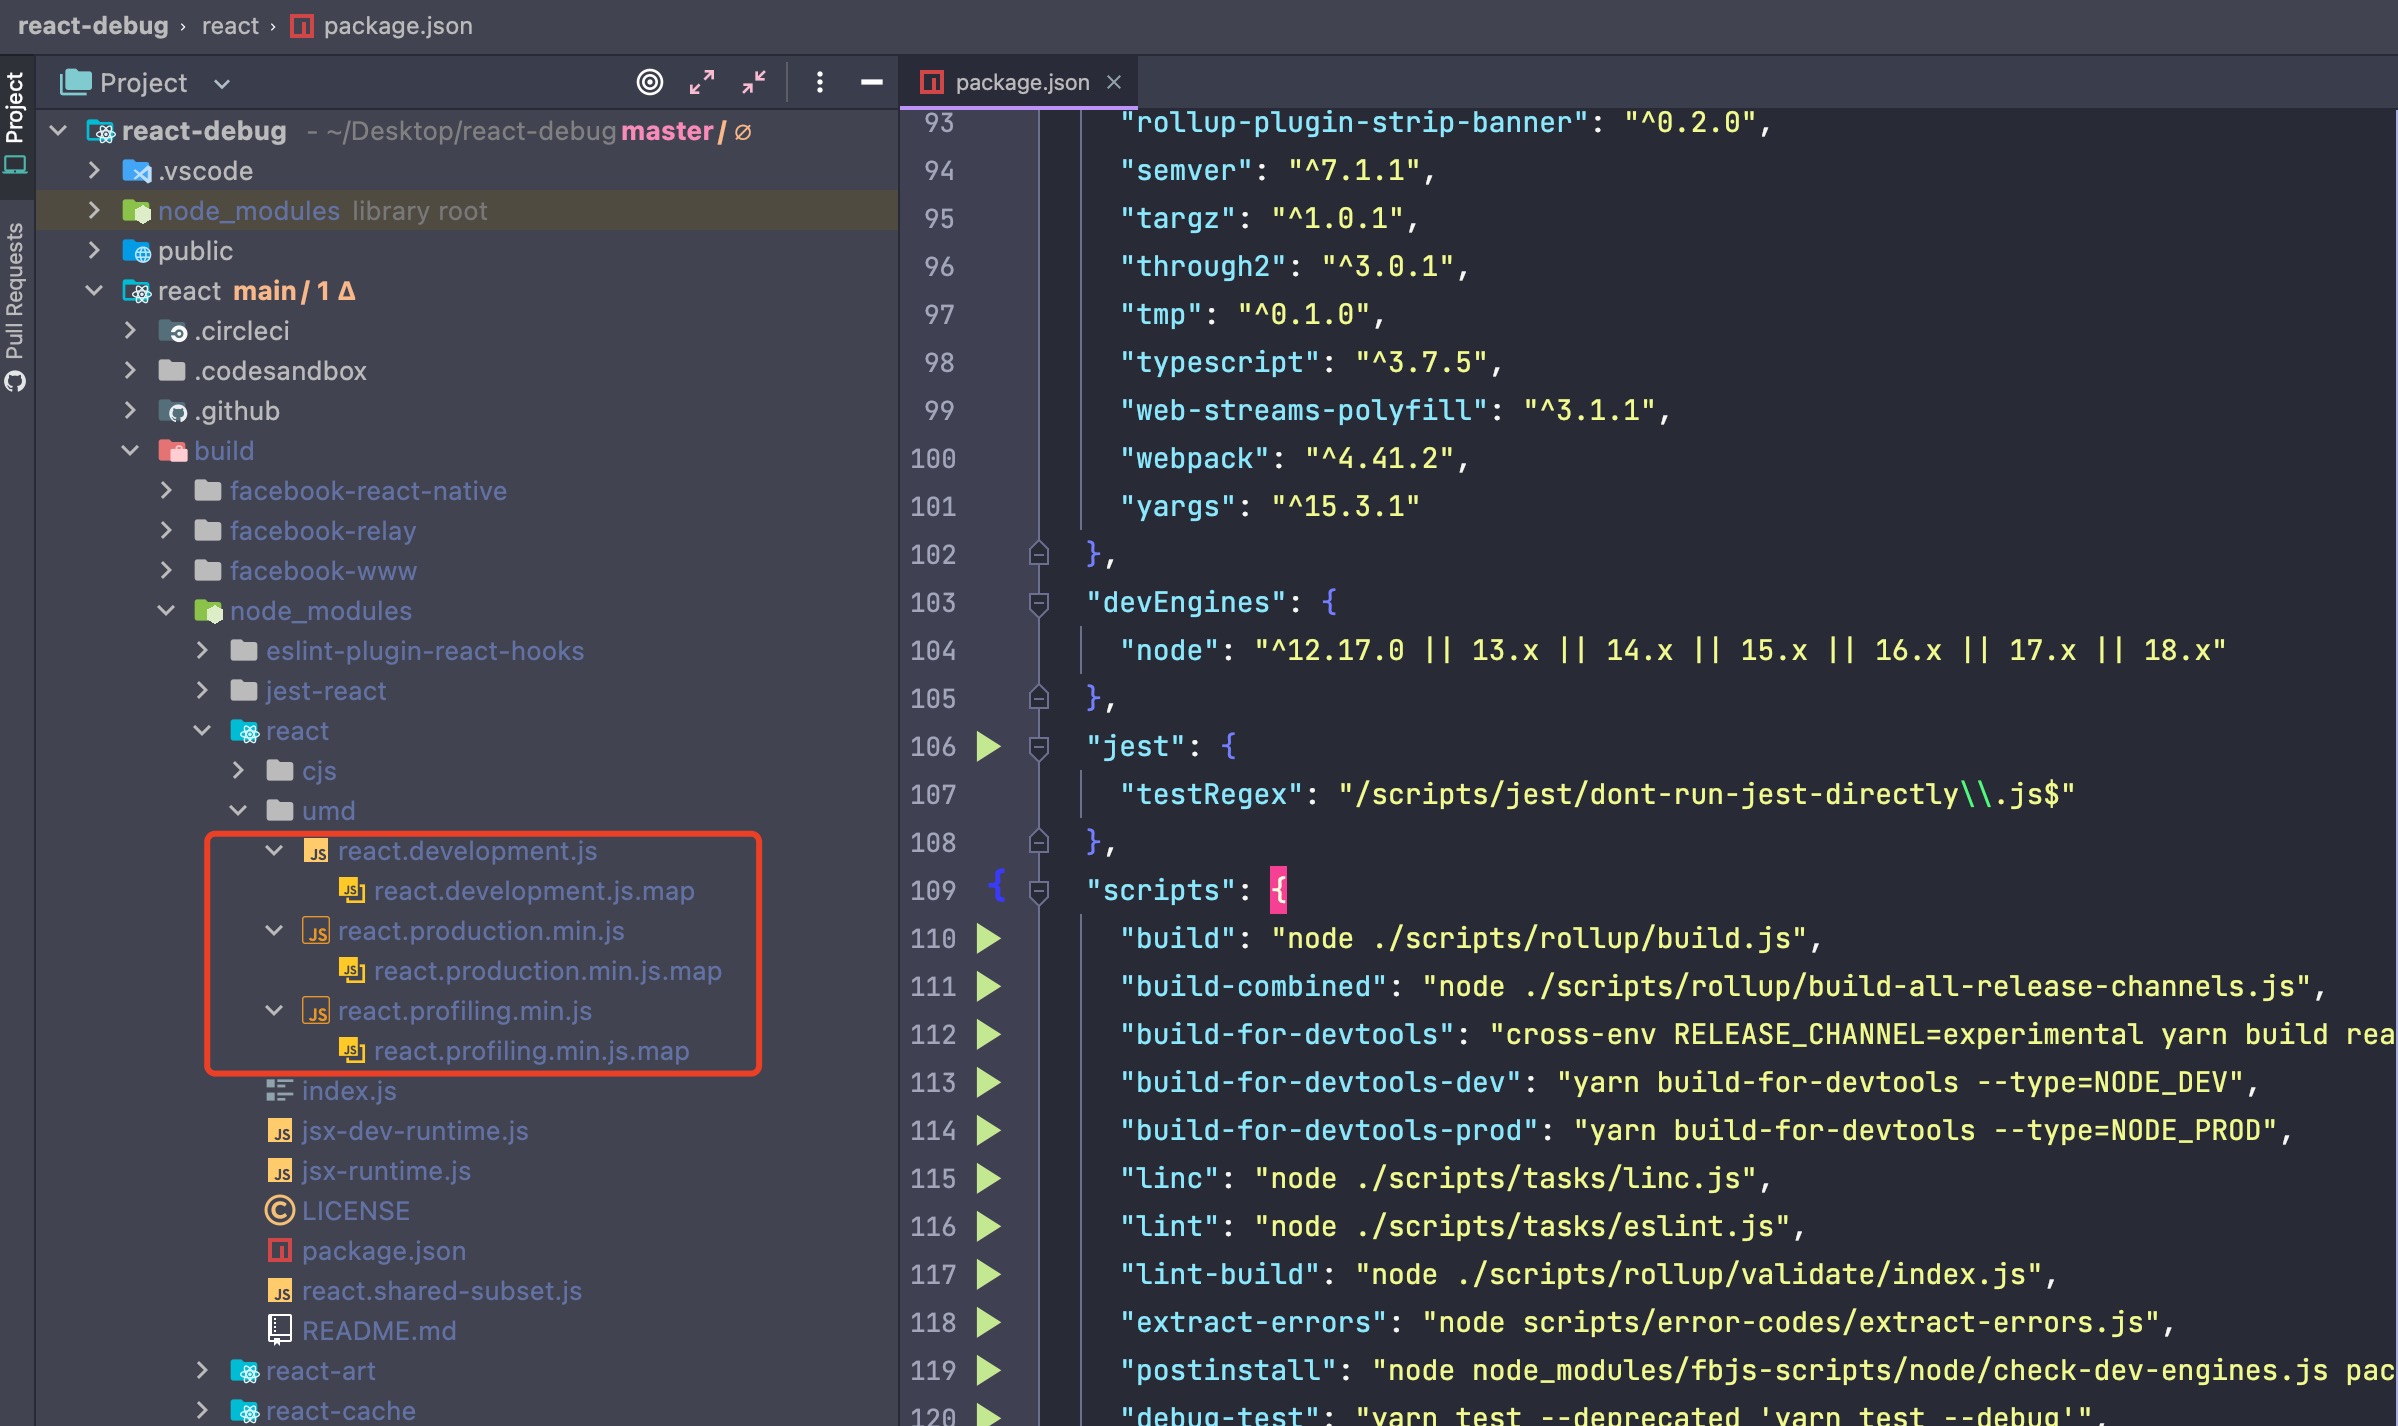 react-debug › react › package.json
Project
Pull Requests
Project
react-debug - ~/Desktop/react-debug master / ∅
.vscode
node_modules library root
public
react main / 1 Δ
.circleci
.codesandbox
.github
build
facebook-react-native
facebook-relay
facebook-www
node_modules
eslint-plugin-react-hooks
jest-react
react
cjs
umd
react.development.js
react.development.js.map
react.production.min.js
react.production.min.js.map
react.profiling.min.js
react.profiling.min.js.map
index.js
jsx-dev-runtime.js
jsx-runtime.js
LICENSE
package.json
react.shared-subset.js
README.md
react-art
react-cache
package.json
93 "rollup-plugin-strip-banner": "^0.2.0",
94 "semver": "^7.1.1",
95 "targz": "^1.0.1",
96 "through2": "^3.0.1",
97 "tmp": "^0.1.0",
98 "typescript": "^3.7.5",
99 "web-streams-polyfill": "^3.1.1",
100 "webpack": "^4.41.2",
101 "yargs": "^15.3.1"
102 },
103 "devEngines": {
104 "node": "^12.17.0 || 13.x || 14.x || 15.x || 16.x || 17.x || 18.x"
105 },
106 "jest": {
107 "testRegex": "/scripts/jest/dont-run-jest-directly\\.js$"
108 },
109 { "scripts": {
110 "build": "node ./scripts/rollup/build.js",
111 "build-combined": "node ./scripts/rollup/build-all-release-channels.js",
112 "build-for-devtools": "cross-env RELEASE_CHANNEL=experimental yarn build rea
113 "build-for-devtools-dev": "yarn build-for-devtools --type=NODE_DEV",
114 "build-for-devtools-prod": "yarn build-for-devtools --type=NODE_PROD",
115 "linc": "node ./scripts/tasks/linc.js",
116 "lint": "node ./scripts/tasks/eslint.js",
117 "lint-build": "node ./scripts/rollup/validate/index.js",
118 "extract-errors": "node scripts/error-codes/extract-errors.js",
119 "postinstall": "node node_modules/fbjs-scripts/node/check-dev-engines.js pac
120 "debug-test": "yarn test --deprecated 'yarn test --debug'",